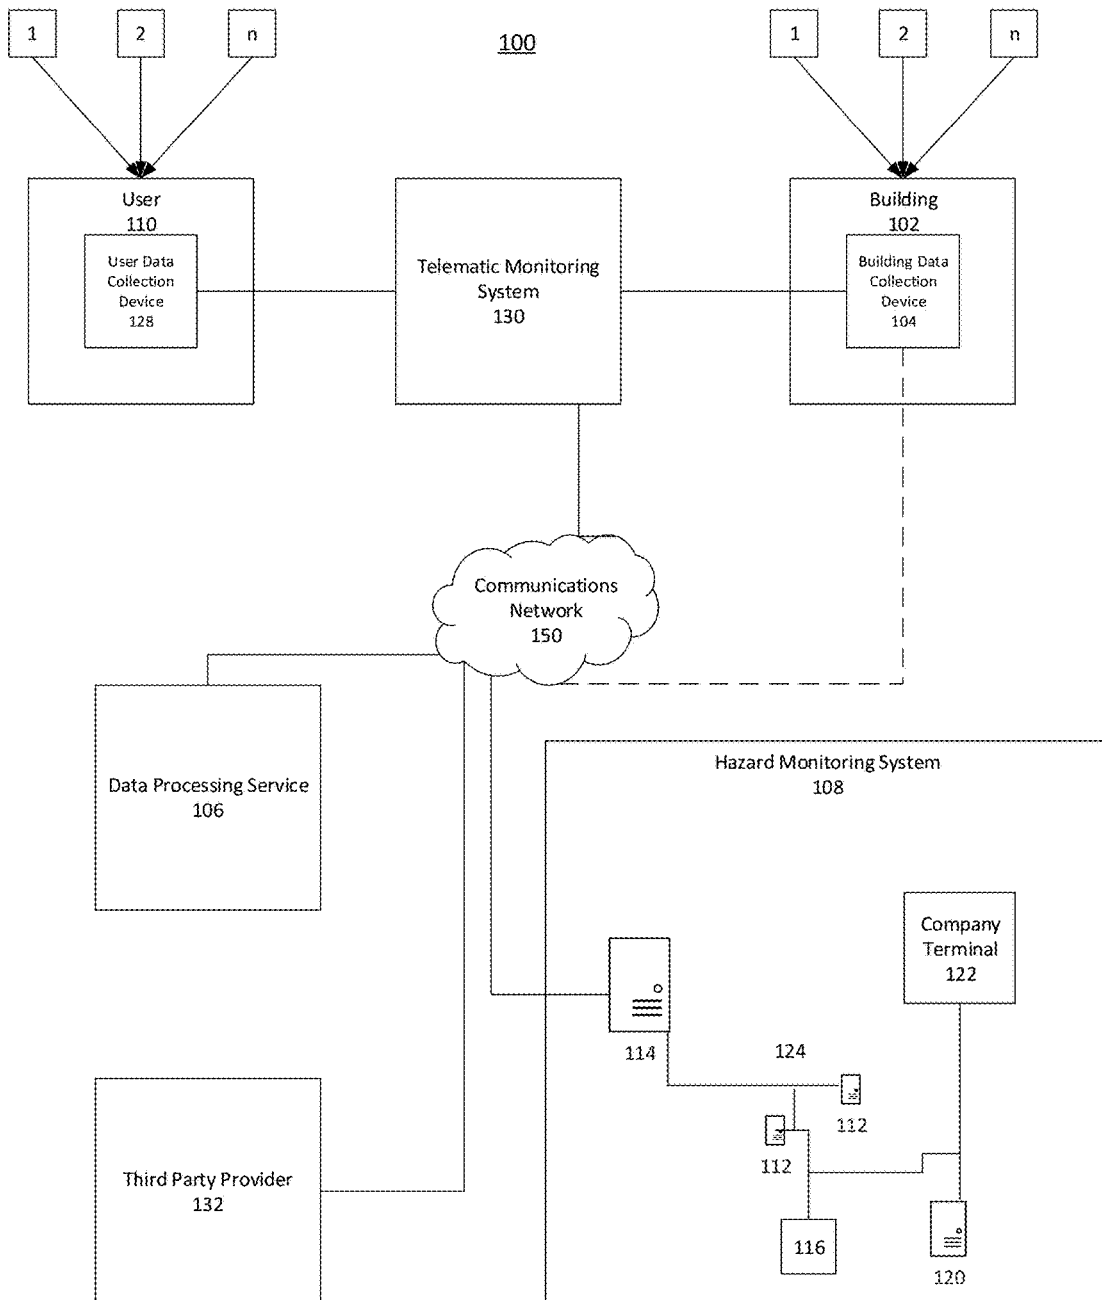 1
2
n
100
1
2
n
User
110
User Data
Collection
Device
128
Telematic Monitoring
System
130
Building
102
Building Data
Collection
Device
104
Communications
Network
150
Data Processing Service
106
Hazard Monitoring System
108
Company
Terminal
122
114
124
112
112
Third Party Provider
132
116
120